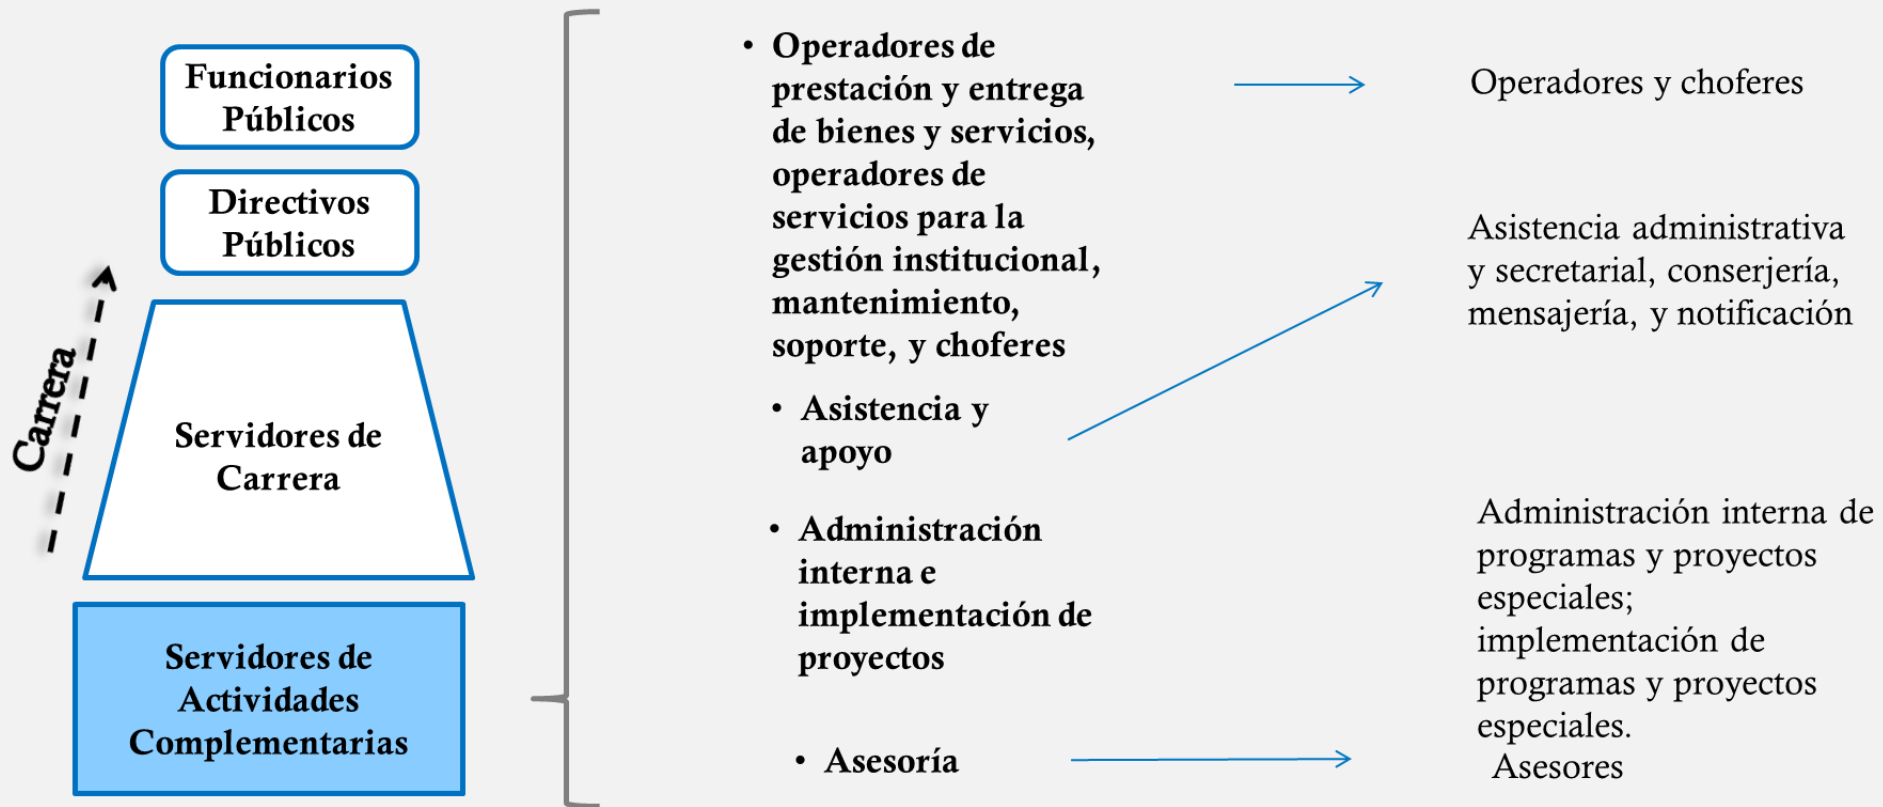 Funcionarios
Públicos
Directivos
Públicos
Carrera
Servidores de
Carrera
Servidores de
Actividades
Complementarias
• Operadores de
prestación y entrega
de bienes y servicios,
operadores de
servicios para la
gestión institucional,
mantenimiento,
soporte, y choferes
• Asistencia y
apoyo
• Administración
interna e
implementación de
proyectos
• Asesoría
Operadores y choferes
Asistencia administrativa
y secretarial, conserjería,
mensajería, y notificación
Administración interna de
programas y proyectos
especiales;
implementación de
programas y proyectos
especiales.
Asesores